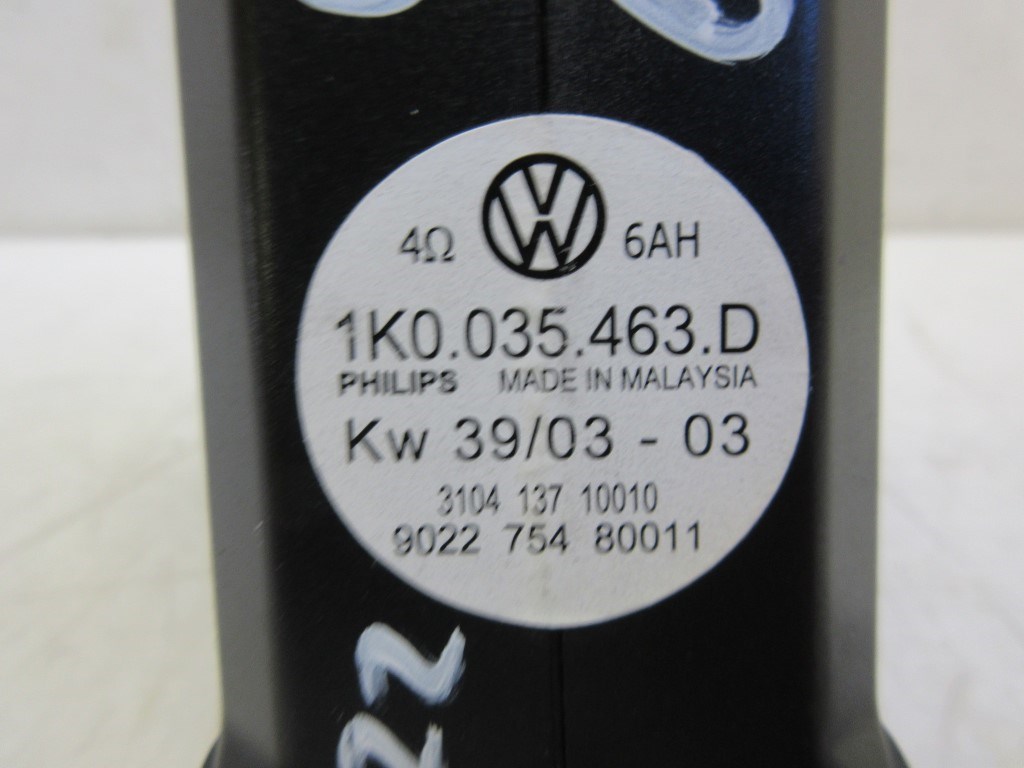 4Ω VW 6AH
1K0.035.463.D
PHILIPS MADE IN MALAYSIA
Kw 39/03 - 03
3104 137 10010
9022 754 80011